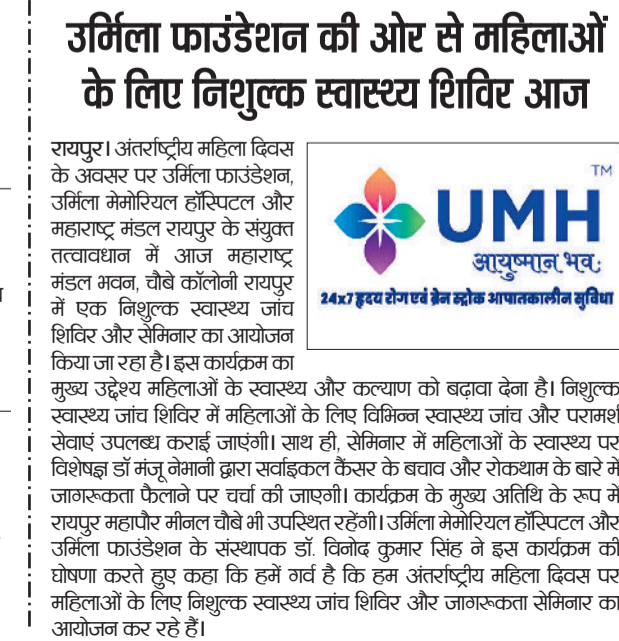 उर्मिला फाउंडेशन की ओर से महिलाओं
के लिए निशुल्क स्वास्थ्य शिविर आज
रायपुर। अंतर्राष्ट्रीय महिला दिवस
के अवसर पर उर्मिला फाउंडेशन,
उर्मिला मेमोरियल हॉस्पिटल और
महाराष्ट्र मंडल रायपुर के संयुक्त
तत्वावधान में आज महाराष्ट्र
मंडल भवन, चौबे कॉलोनी रायपुर
में एक निशुल्क स्वास्थ्य जांच
शिविर और सेमिनार का आयोजन
किया जा रहा है। इस कार्यक्रम का
TM
UMH
आयुष्मान भवः
24x7 हृदय रोग एवं ब्रेन स्ट्रोक आपातकालीन सुविधा
मुख्य उद्देश्य महिलाओं के स्वास्थ्य और कल्याण को बढ़ावा देना है। निशुल्क
स्वास्थ्य जांच शिविर में महिलाओं के लिए विभिन्न स्वास्थ्य जांच और परामर्श
सेवाएं उपलब्ध कराई जाएंगी। साथ ही, सेमिनार में महिलाओं के स्वास्थ्य पर
विशेषज्ञ डॉ मंजू नेभानी द्वारा सर्वाइकल कैंसर के बचाव और रोकथाम के बारे में
जागरूकता फैलाने पर चर्चा की जाएगी। कार्यक्रम के मुख्य अतिथि के रूप में
रायपुर महापौर मीनल चौबे भी उपस्थित रहेंगी। उर्मिला मेमोरियल हॉस्पिटल और
उर्मिला फाउंडेशन के संस्थापक डॉ. विनोद कुमार सिंह ने इस कार्यक्रम की
घोषणा करते हुए कहा कि हमें गर्व है कि हम अंतर्राष्ट्रीय महिला दिवस पर
महिलाओं के लिए निशुल्क स्वास्थ्य जांच शिविर और जागरूकता सेमिनार का
आयोजन कर रहे हैं।